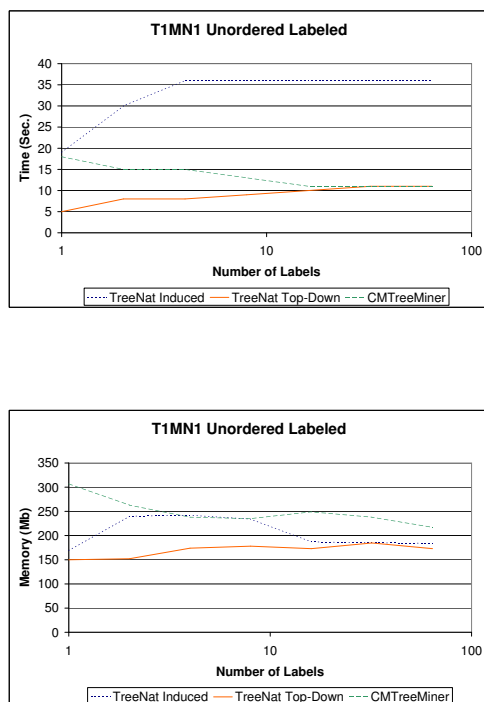 T1MN1 Unordered Labeled
40
35
30
25
20
15
10
5
0
Time (Sec.)
1 10 100
Number of Labels
TreeNat Induced TreeNat Top-Down CMTreeMiner
T1MN1 Unordered Labeled
350
300
250
200
150
100
50
0
Memory (Mb)
1 10 100
Number of Labels
TreeNat Induced TreeNat Top-Down CMTreeMiner